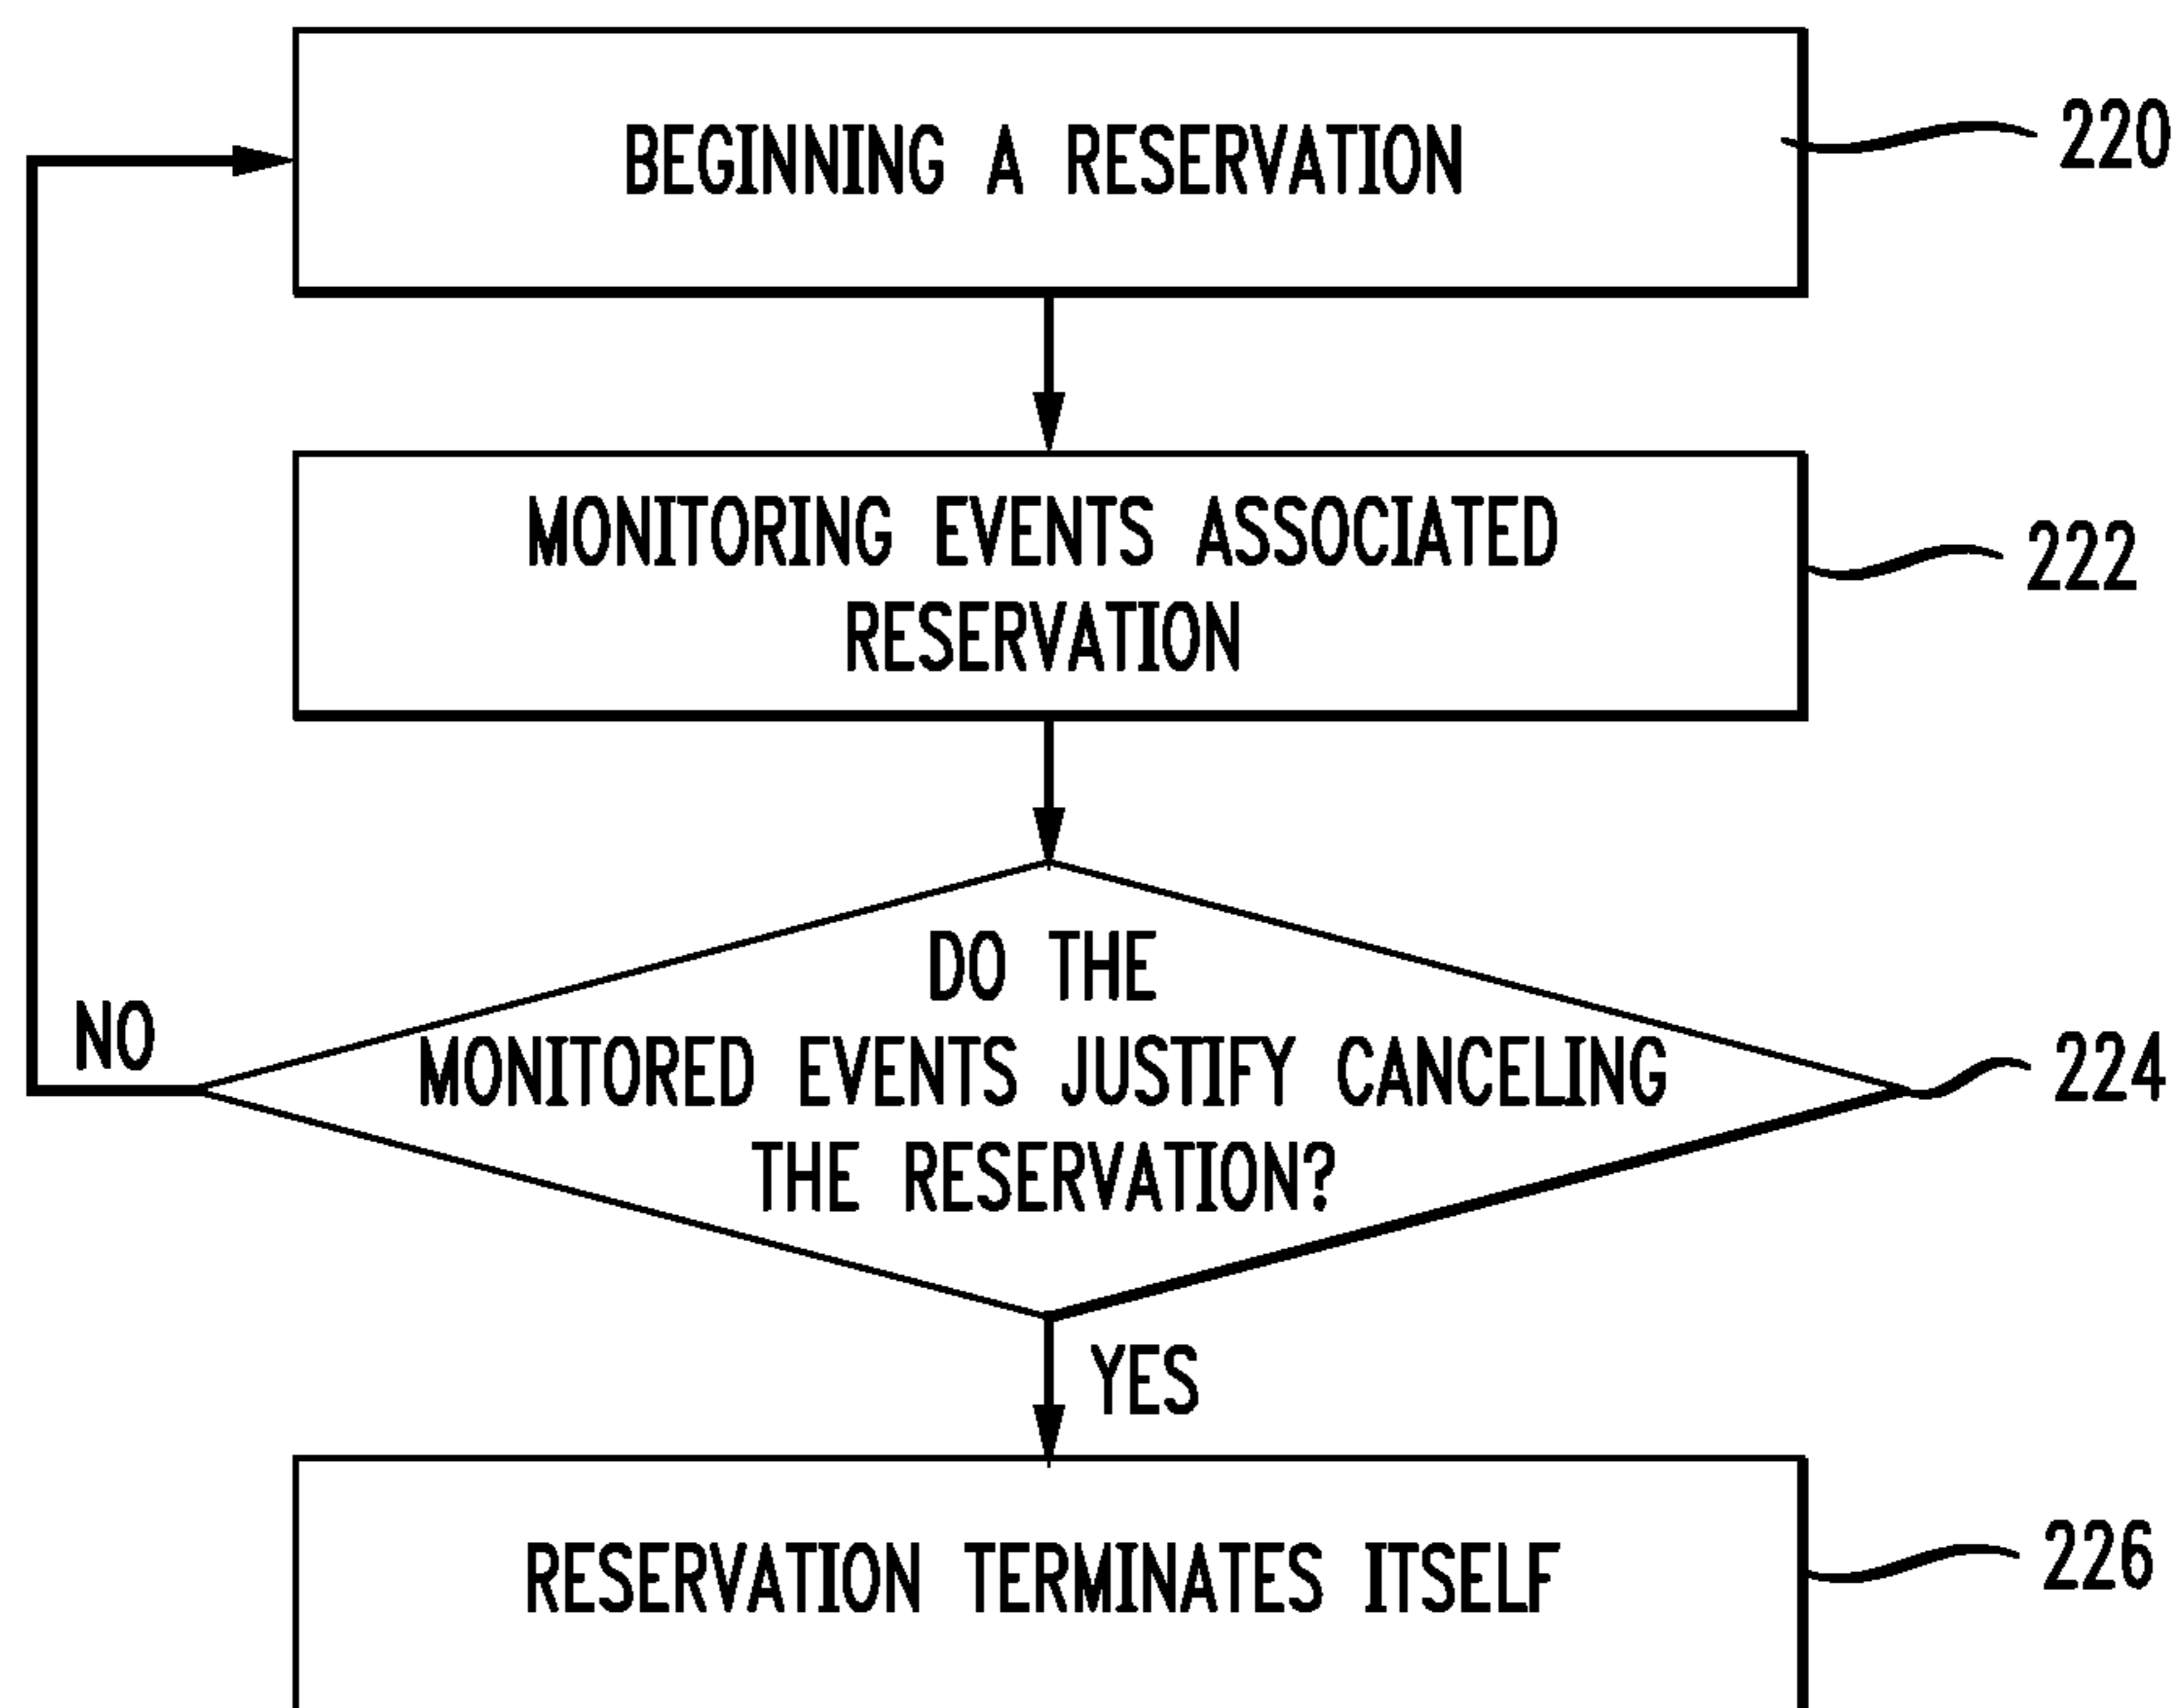 BEGINNING A RESERVATION
220
MONITORING EVENTS ASSOCIATED
RESERVATION
222
DO THE
MONITORED EVENTS JUSTIFY CANCELING
THE RESERVATION?
224
NO
YES
RESERVATION TERMINATES ITSELF
226